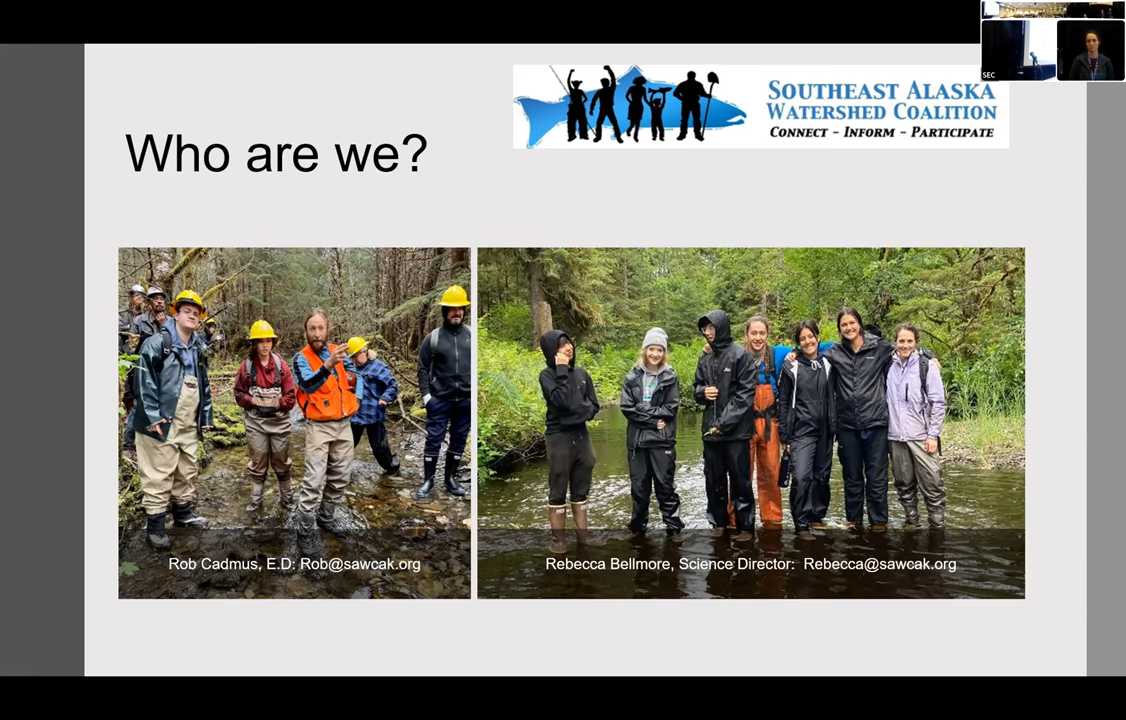 SEC
SOUTHEAST ALASKA
WATERSHED COALITION
CONNECT - INFORM - PARTICIPATE
Who are we?
Rob Cadmus, E.D: Rob@sawcak.org
Rebecca Bellmore, Science Director: Rebecca@sawcak.org